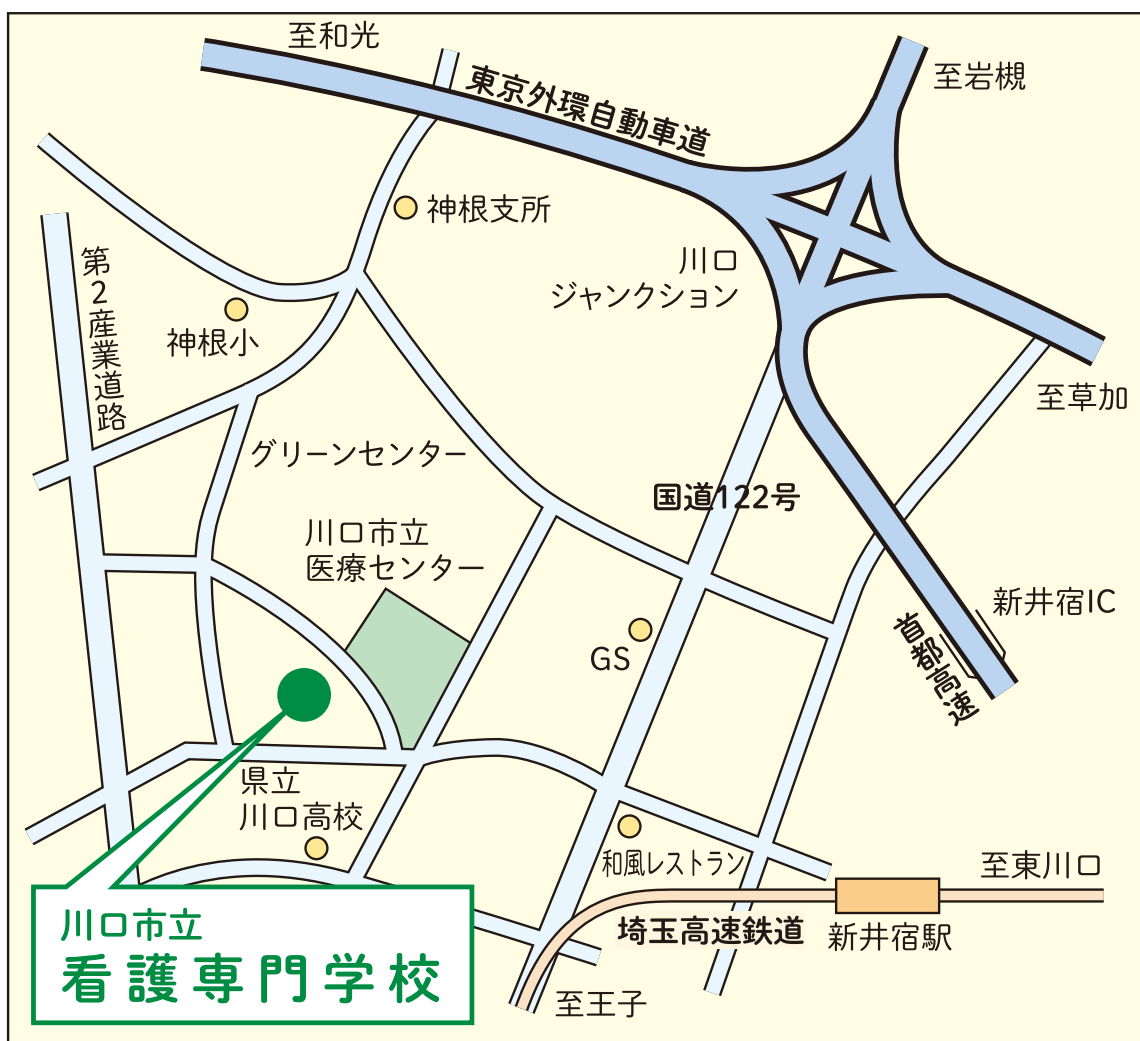 至和光
東京外環自動車道
至岩槻
神根支所
川口
ジャンクション
第2産業道路
神根小
至草加
グリーンセンター
国道122号
川口市立
医療センター
新井宿IC
首都高速
GS
県立
川口高校
和風レストラン
至東川口
埼玉高速鉄道
新井宿駅
至王子
川口市立
看護専門学校